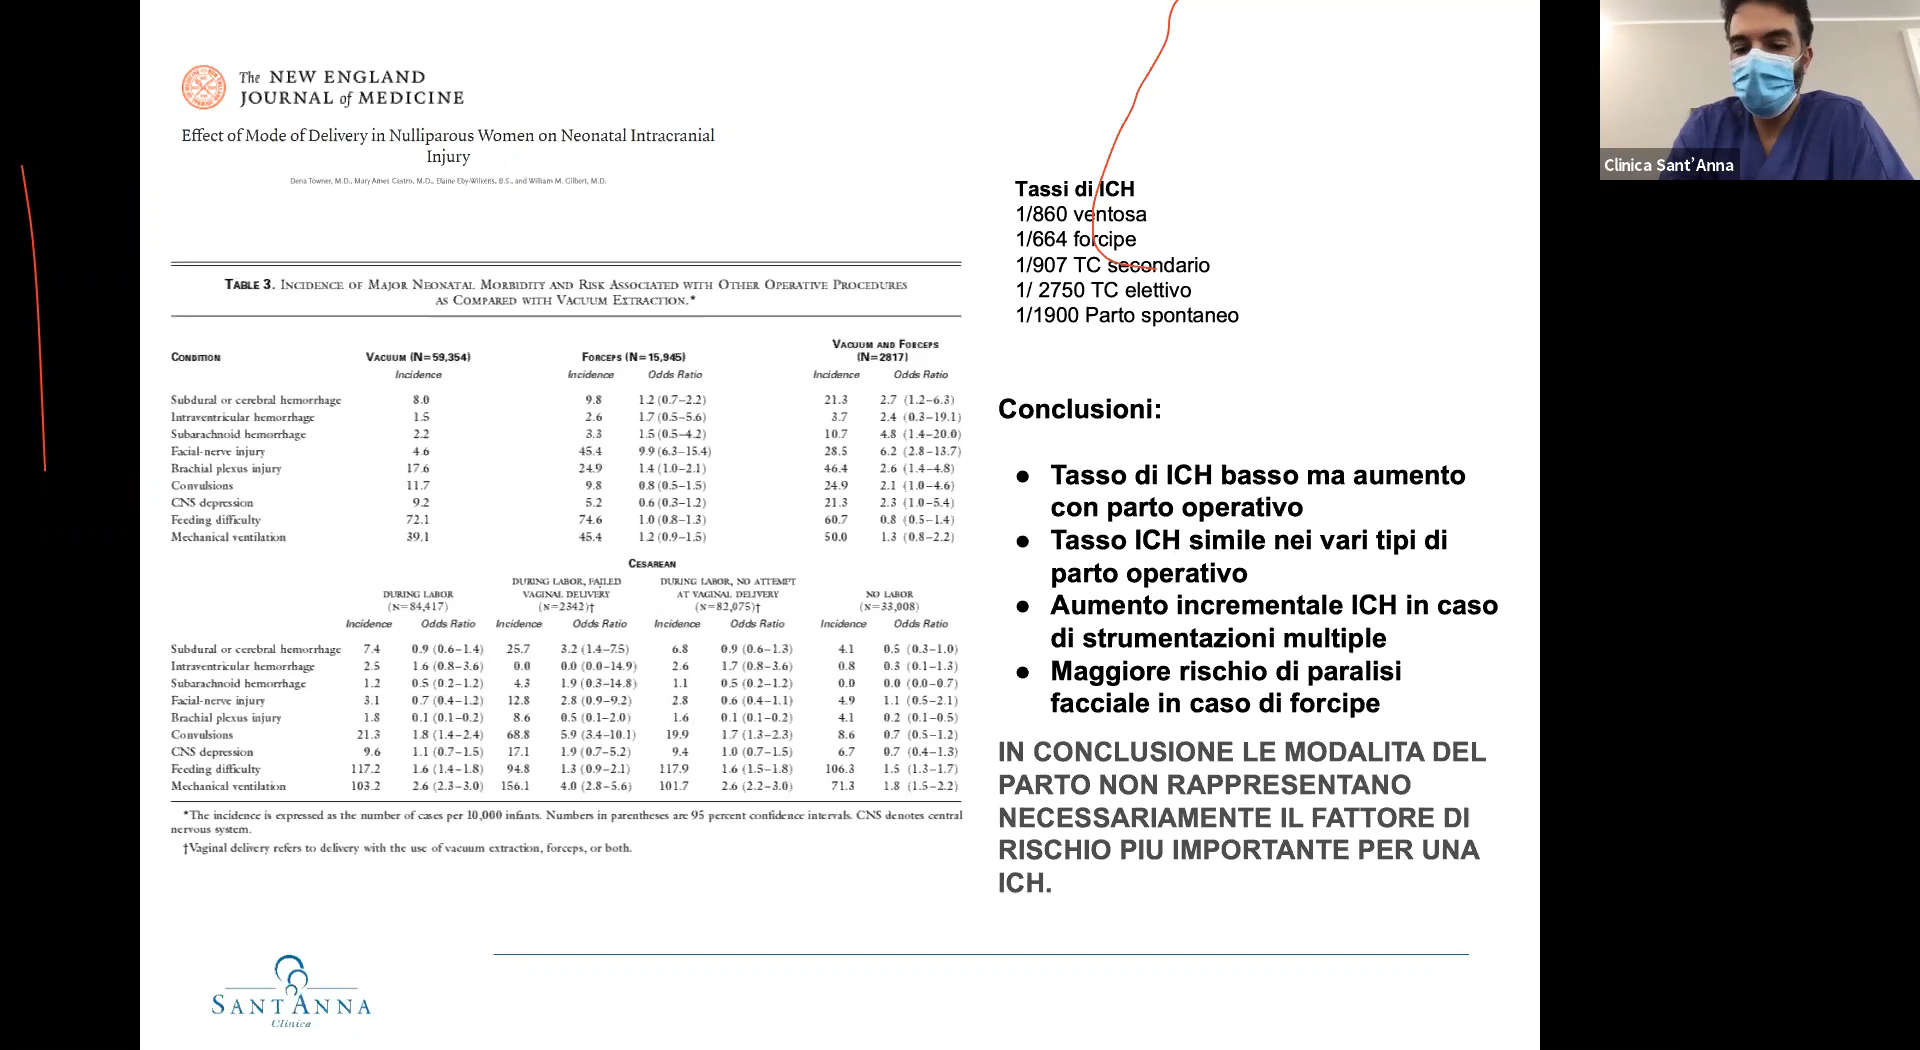 The NEW ENGLAND
JOURNAL of MEDICINE
Effect of Mode of Delivery in Nulliparous Women on Neonatal Intracranial
Injury
Dena Towner, M.D., Mary Ames Castro, M.D., Elaine Eby-Wilkens, B.S., and William M. Gilbert, M.D.
TABLE 3. INCIDENCE OF MAJOR NEONATAL MORBIDITY AND RISK ASSOCIATED WITH OTHER OPERATIVE PROCEDURES
AS COMPARED WITH VACUUM EXTRACTION.*
CONDITION VACUUM (N=59,354) FORCEPS (N=15,945) VACUUM AND FORCEPS (N=2817)
Incidence Incidence Odds Ratio Incidence Odds Ratio
Subdural or cerebral hemorrhage 8.0 9.8 1.2 (0.7–2.2) 21.3 2.7 (1.2–6.3)
Intraventricular hemorrhage 1.5 2.6 1.7 (0.5–5.6) 3.7 2.4 (0.3–19.1)
Subarachnoid hemorrhage 2.2 3.3 1.5 (0.5–4.2) 10.7 4.8 (1.4–20.0)
Facial-nerve injury 4.6 45.4 9.9 (6.3–15.4) 28.5 6.2 (2.8–13.7)
Brachial plexus injury 17.6 24.9 1.4 (1.0–2.1) 46.4 2.6 (1.4–4.8)
Convulsions 11.7 9.8 0.8 (0.5–1.5) 24.9 2.1 (1.0–4.6)
CNS depression 9.2 5.2 0.6 (0.3–1.2) 21.3 2.3 (1.0–5.4)
Feeding difficulty 72.1 74.6 1.0 (0.8–1.3) 60.7 0.8 (0.5–1.4)
Mechanical ventilation 39.1 45.4 1.2 (0.9–1.5) 50.0 1.3 (0.8–2.2)
CESAREAN
DURING LABOR (N=84,417) DURING LABOR, FAILED VAGINAL DELIVERY (N=2342)† DURING LABOR, NO ATTEMPT AT VAGINAL DELIVERY (N=82,075)† NO LABOR (N=33,008)
Incidence Odds Ratio Incidence Odds Ratio Incidence Odds Ratio Incidence Odds Ratio
Subdural or cerebral hemorrhage 7.4 0.9 (0.6–1.4) 25.7 3.2 (1.4–7.5) 6.8 0.9 (0.6–1.3) 4.1 0.5 (0.3–1.0)
Intraventricular hemorrhage 2.5 1.6 (0.8–3.6) 0.0 0.0 (0.0–14.9) 2.6 1.7 (0.8–3.6) 0.8 0.3 (0.1–1.3)
Subarachnoid hemorrhage 1.2 0.5 (0.2–1.2) 4.3 1.9 (0.3–14.8) 1.1 0.5 (0.2–1.2) 0.0 0.0 (0.0–0.7)
Facial-nerve injury 3.1 0.7 (0.4–1.2) 12.8 2.8 (0.9–9.2) 2.8 0.6 (0.4–1.1) 4.9 1.1 (0.5–2.1)
Brachial plexus injury 1.8 0.1 (0.1–0.2) 8.6 0.5 (0.1–2.0) 1.6 0.1 (0.1–0.2) 4.1 0.2 (0.1–0.5)
Convulsions 21.3 1.8 (1.4–2.4) 68.8 5.9 (3.4–10.1) 19.9 1.7 (1.3–2.3) 8.6 0.7 (0.5–1.2)
CNS depression 9.6 1.1 (0.7–1.5) 17.1 1.9 (0.7–5.2) 9.4 1.0 (0.7–1.5) 6.7 0.7 (0.4–1.3)
Feeding difficulty 117.2 1.6 (1.4–1.8) 94.8 1.3 (0.9–2.1) 117.9 1.6 (1.5–1.8) 106.3 1.5 (1.3–1.7)
Mechanical ventilation 103.2 2.6 (2.3–3.0) 156.1 4.0 (2.8–5.6) 101.7 2.6 (2.2–3.0) 71.3 1.8 (1.5–2.2)
*The incidence is expressed as the number of cases per 10,000 infants. Numbers in parentheses are 95 percent confidence intervals. CNS denotes central
nervous system.
†Vaginal delivery refers to delivery with the use of vacuum extraction, forceps, or both.
Tassi di ICH
1/860 ventosa
1/664 forcipe
1/907 TC secondario
1/ 2750 TC elettivo
1/1900 Parto spontaneo
Conclusioni:
● Tasso di ICH basso ma aumento
con parto operativo
● Tasso ICH simile nei vari tipi di
parto operativo
● Aumento incrementale ICH in caso
di strumentazioni multiple
● Maggiore rischio di paralisi
facciale in caso di forcipe
IN CONCLUSIONE LE MODALITA DEL
PARTO NON RAPPRESENTANO
NECESSARIAMENTE IL FATTORE DI
RISCHIO PIU IMPORTANTE PER UNA
ICH.
SANTANNA
Clinica
Clinica Sant'Anna